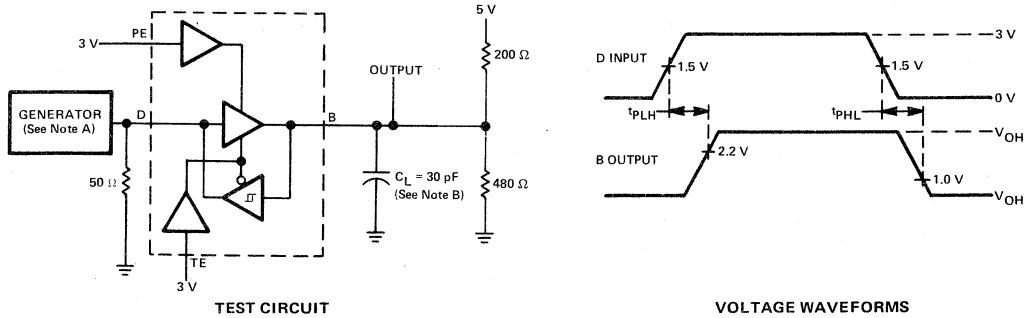 5 V
PE
3 V
200 Ω
OUTPUT
GENERATOR
(See Note A)
D
B
50 Ω
C_L = 30 pF
(See Note B)
480 Ω
TE
3 V
TEST CIRCUIT
3 V
D INPUT
1.5 V
1.5 V
0 V
t_PLH
t_PHL
V_OH
B OUTPUT
2.2 V
1.0 V
V_OH
VOLTAGE WAVEFORMS